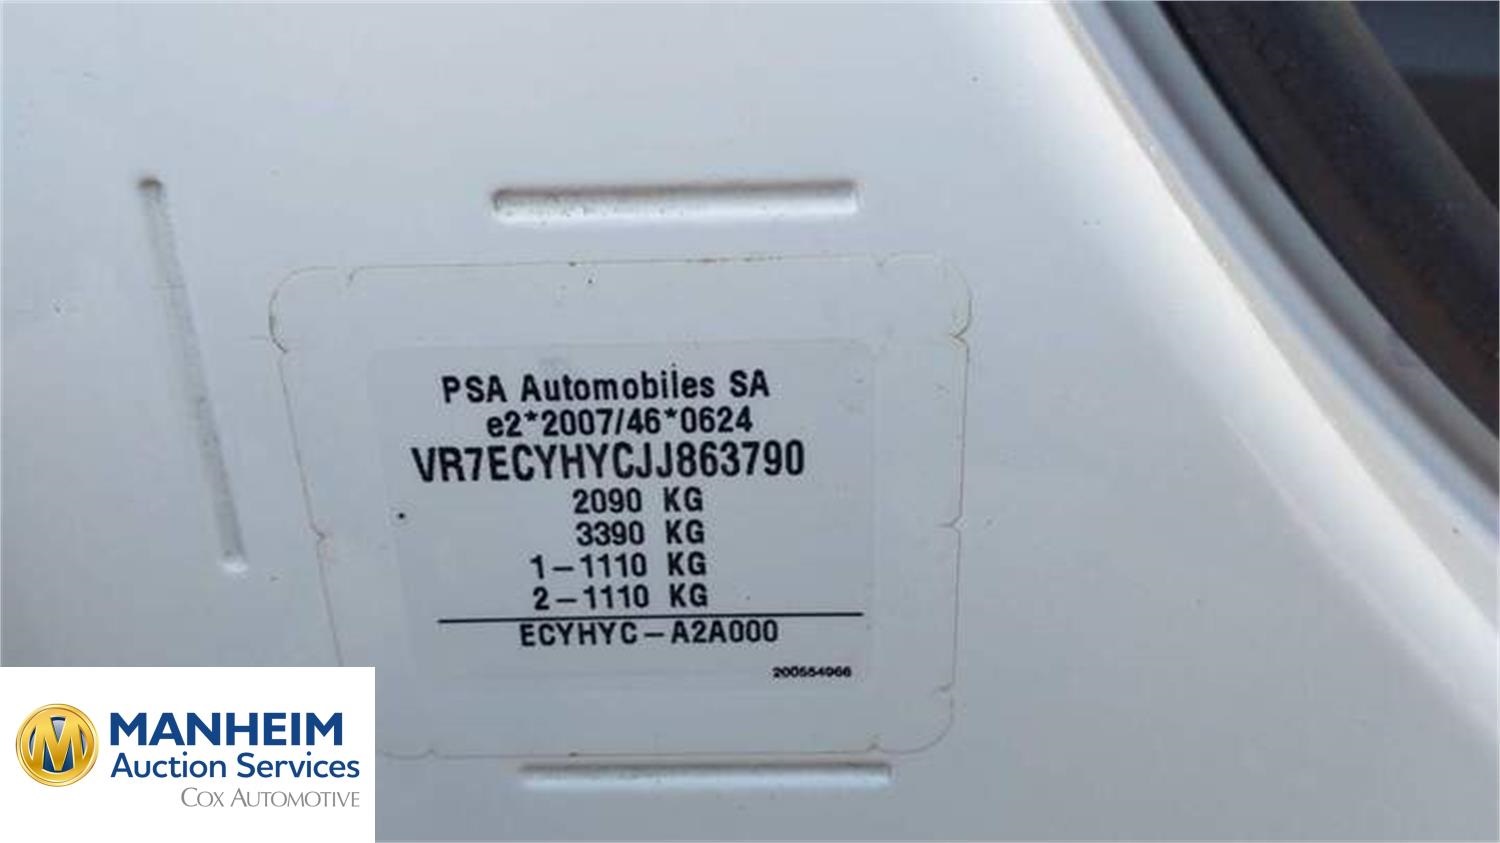 PSA Automobiles SA
e2*2007/46*0624
VR7ECYHYCJJ863790
2090 KG
3390 KG
1-1110 KG
2-1110 KG
ECYHYC-A2A000
200554966
M MANHEIM
Auction Services
COX AUTOMOTIVE